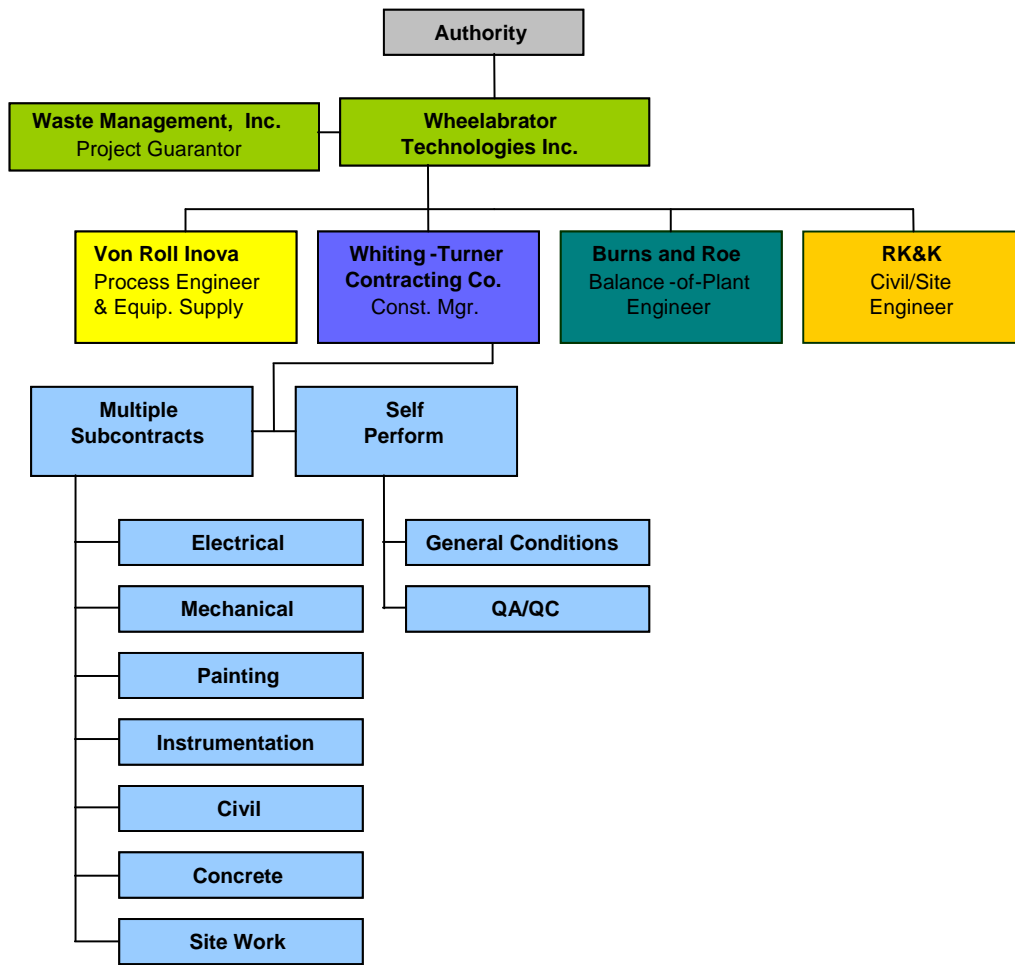 Authority
Waste Management, Inc.
Project Guarantor
Wheelabrator
Technologies Inc.
Von Roll Inova
Process Engineer
& Equip. Supply
Whiting -Turner
Contracting Co.
Const. Mgr.
Burns and Roe
Balance -of-Plant
Engineer
RK&K
Civil/Site
Engineer
Multiple
Subcontracts
Self
Perform
Electrical
Mechanical
Painting
Instrumentation
Civil
Concrete
Site Work
General Conditions
QA/QC